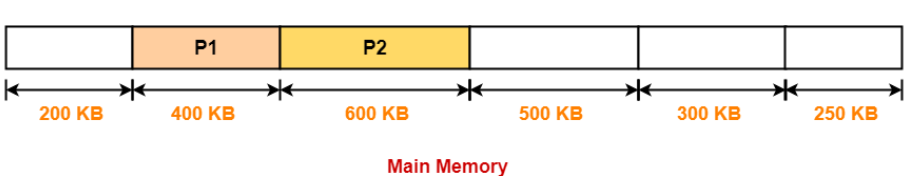 P1 P2
200 KB 400 KB 600 KB 500 KB 300 KB 250 KB
Main Memory